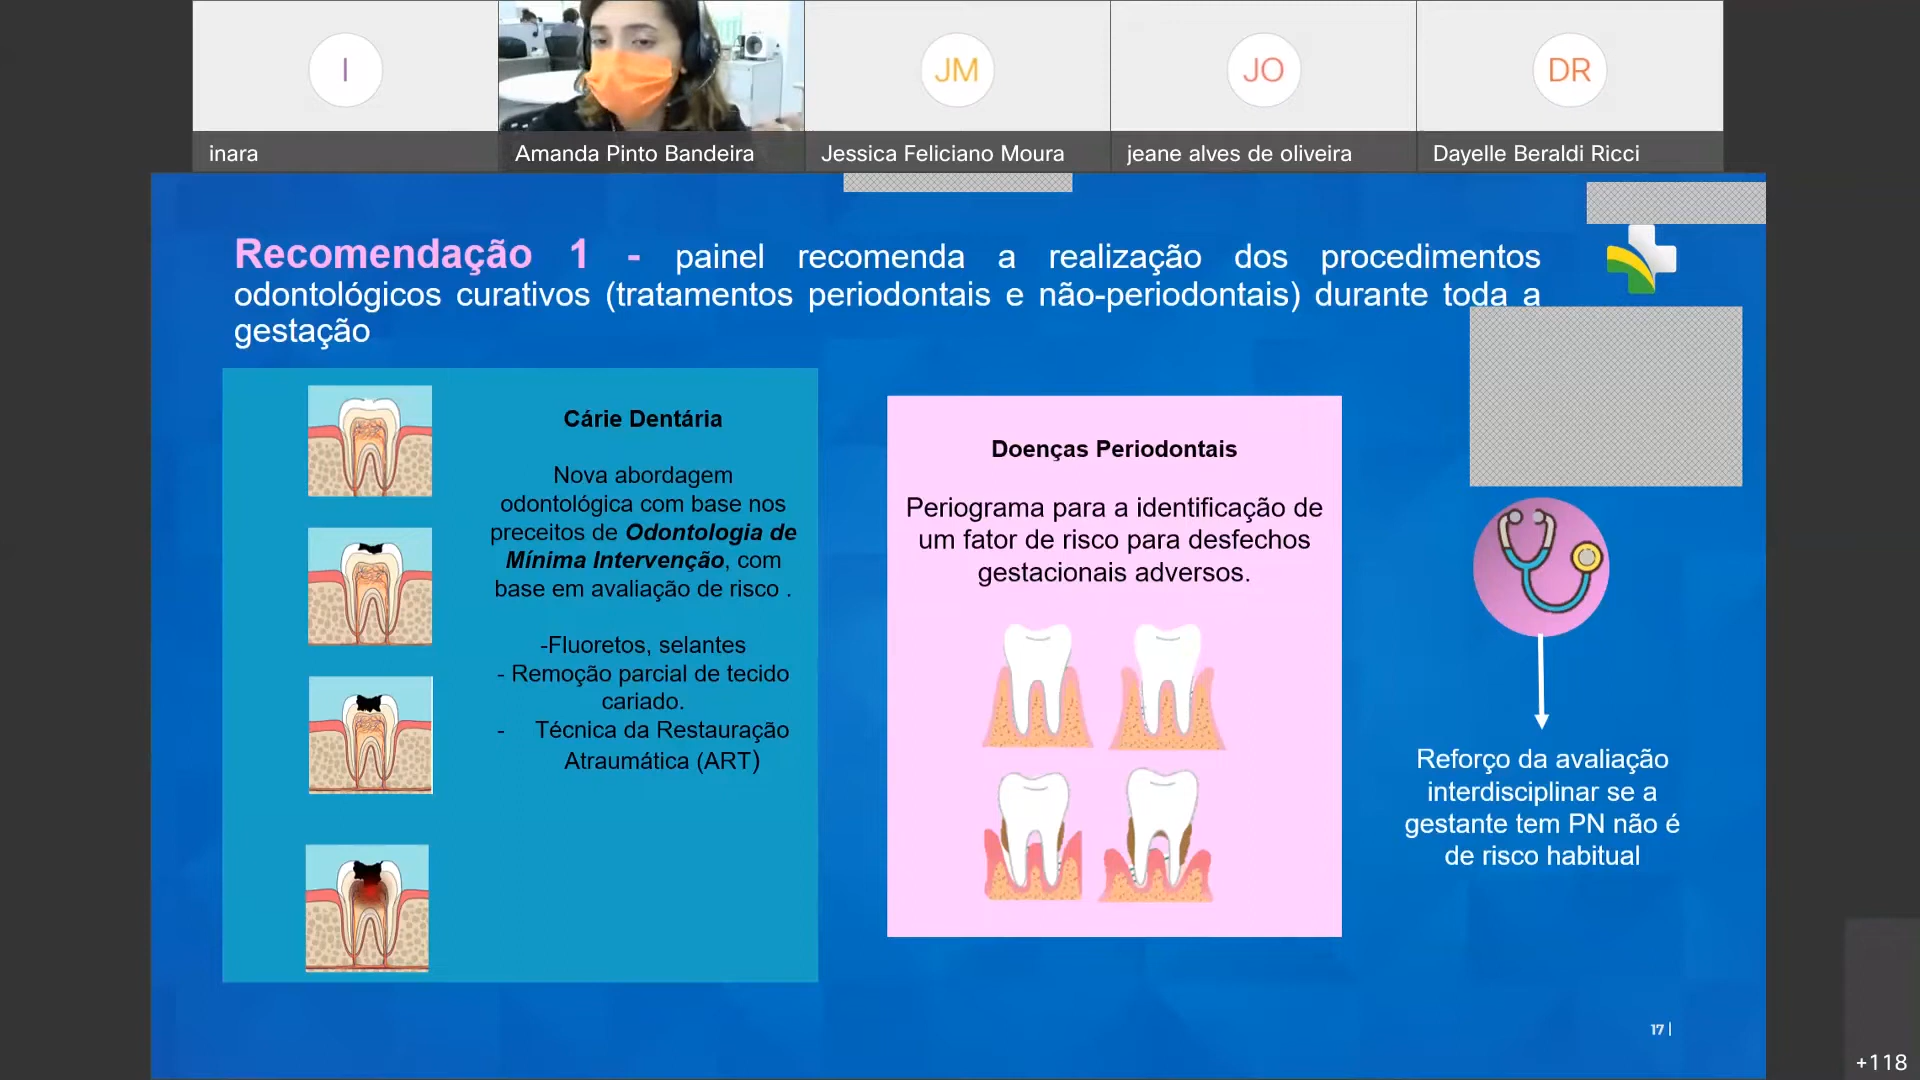 I
JM
JO
DR
inara
Amanda Pinto Bandeira
Jessica Feliciano Moura
jeane alves de oliveira
Dayelle Beraldi Ricci
Recomendação 1 - painel recomenda a realização dos procedimentos
odontológicos curativos (tratamentos periodontais e não-periodontais) durante toda a
gestação
Cárie Dentária
Nova abordagem
odontológica com base nos
preceitos de Odontologia de
Mínima Intervenção, com
base em avaliação de risco .
-Fluoretos, selantes
- Remoção parcial de tecido
cariado.
- Técnica da Restauração
Atraumática (ART)
Doenças Periodontais
Periograma para a identificação de
um fator de risco para desfechos
gestacionais adversos.
Reforço da avaliação
interdisciplinar se a
gestante tem PN não é
de risco habitual
17 |
+118